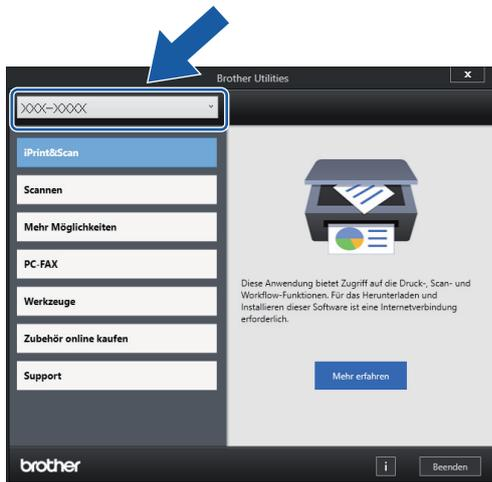 Brother Utilities
x
XXX-XXXX
iPrint&Scan
Scannen
Mehr Möglichkeiten
PC-FAX
Werkzeuge
Zubehör online kaufen
Support
Diese Anwendung bietet Zugriff auf die Druck-, Scan- und
Workflow-Funktionen. Für das Herunterladen und
Installieren dieser Software ist eine Internetverbindung
erforderlich.
Mehr erfahren
brother
i
Beenden